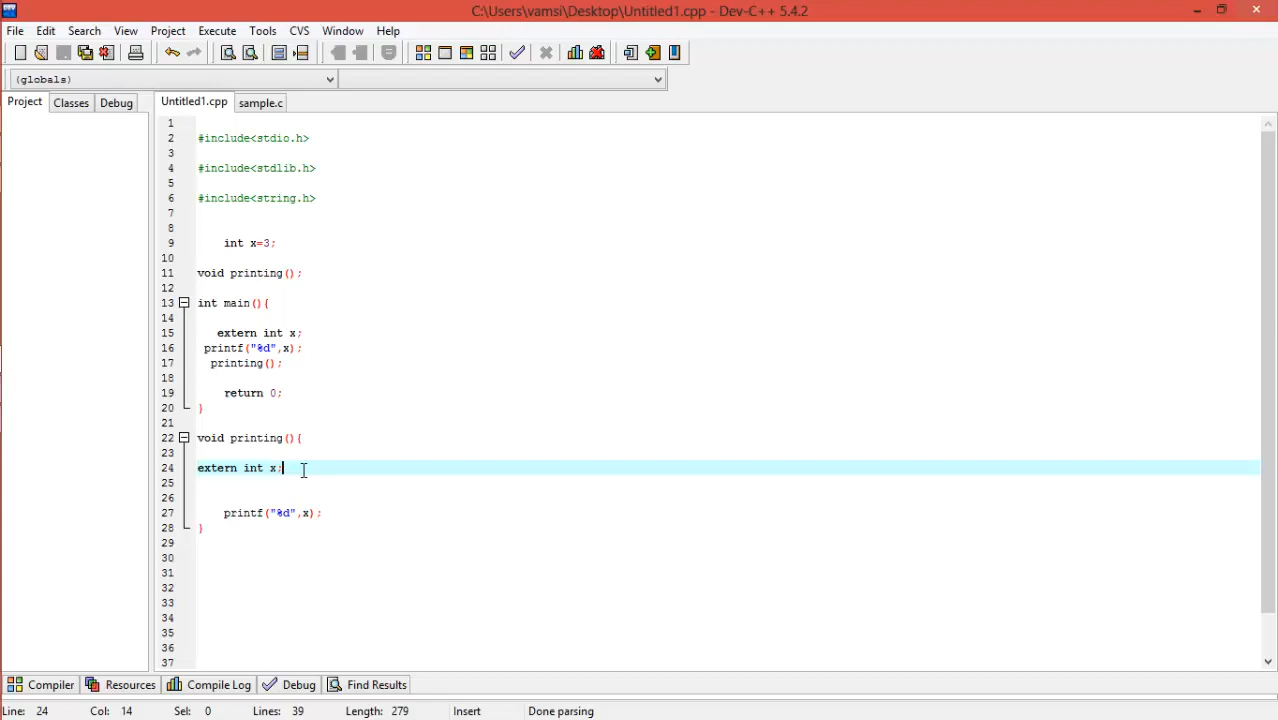 C:\Users\vamsi\Desktop\Untitled1.cpp - Dev-C++ 5.4.2
File Edit Search View Project Execute Tools CVS Window Help
(globals)
Project Classes Debug Untitled1.cpp sample.c
1
2 #include<stdio.h>
3
4 #include<stdlib.h>
5
6 #include<string.h>
7
8
9 int x=3;
10
11 void printing();
12
13 int main(){
14
15 extern int x;
16 printf("%d",x);
17 printing();
18
19 return 0;
20 }
21
22 void printing(){
23
24 extern int x;
25
26
27 printf("%d",x);
28 }
29
30
31
32
33
34
35
36
37
Compiler Resources Compile Log Debug Find Results
Line: 24 Col: 14 Sel: 0 Lines: 39 Length: 279 Insert Done parsing